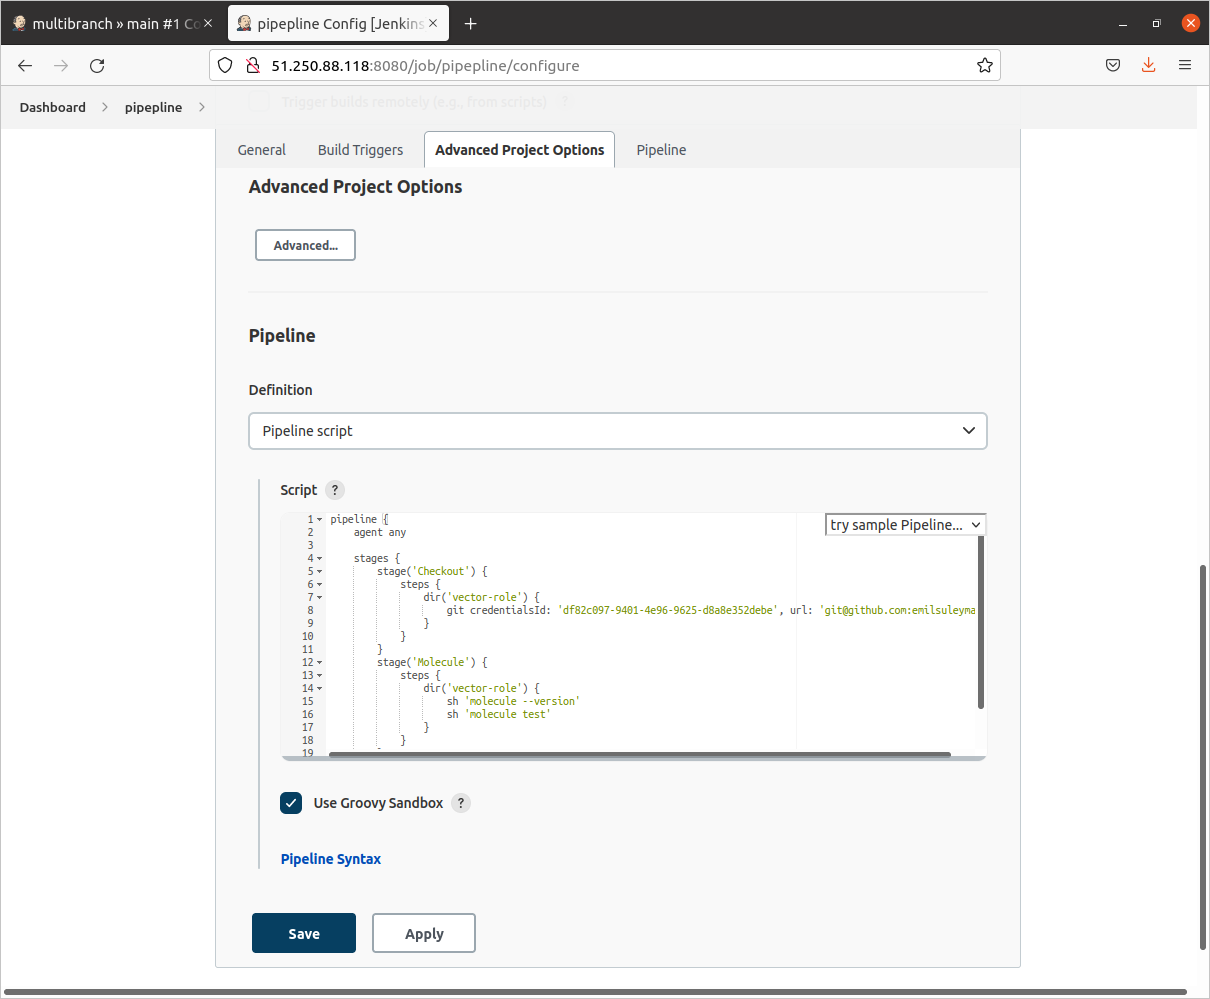 multibranch » main #1 Co
pipepline Config [Jenkins
51.250.88.118:8080/job/pipepline/configure
Dashboard
pipepline
Trigger builds remotely (e.g., from scripts) ?
General
Build Triggers
Advanced Project Options
Pipeline
Advanced Project Options
Advanced...
Pipeline
Definition
Pipeline script
Script ?
try sample Pipeline...
1 pipeline {
2 agent any
3
4 stages {
5 stage('Checkout') {
6 steps {
7 dir('vector-role') {
8 git credentialsId: 'df82c097-9401-4e96-9625-d8a8e352debe', url: 'git@github.com:emilsuleyma
9 }
10 }
11 }
12 stage('Molecule') {
13 steps {
14 dir('vector-role') {
15 sh 'molecule --version'
16 sh 'molecule test'
17 }
18 }
19
Use Groovy Sandbox ?
Pipeline Syntax
Save
Apply